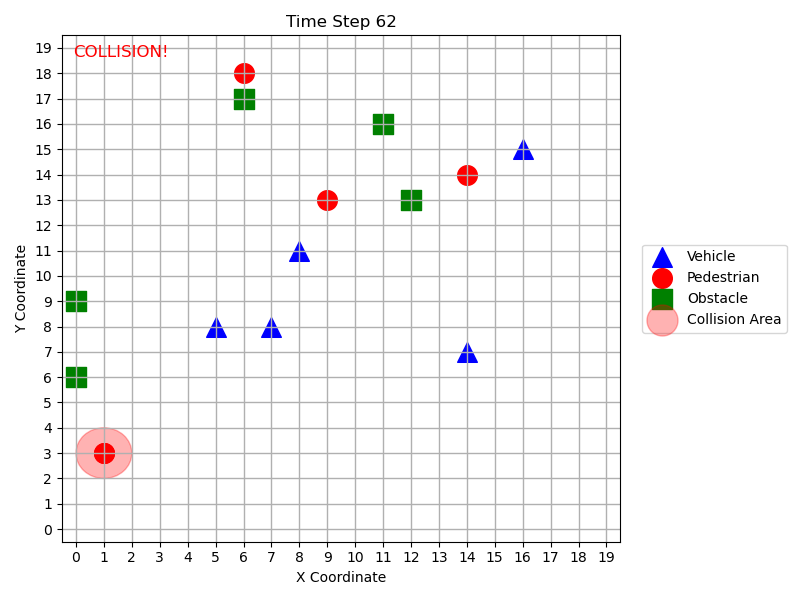 Time Step 62
COLLISION!
19
18
17
16
15
14
13
12
11
10
9
8
7
6
5
4
3
2
1
0
Y Coordinate
0 1 2 3 4 5 6 7 8 9 10 11 12 13 14 15 16 17 18 19
X Coordinate
Vehicle
Pedestrian
Obstacle
Collision Area